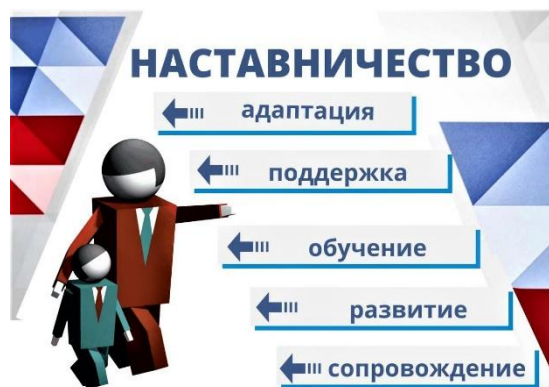 НАСТАВНИЧЕСТВО
адаптация
поддержка
обучение
развитие
сопровождение